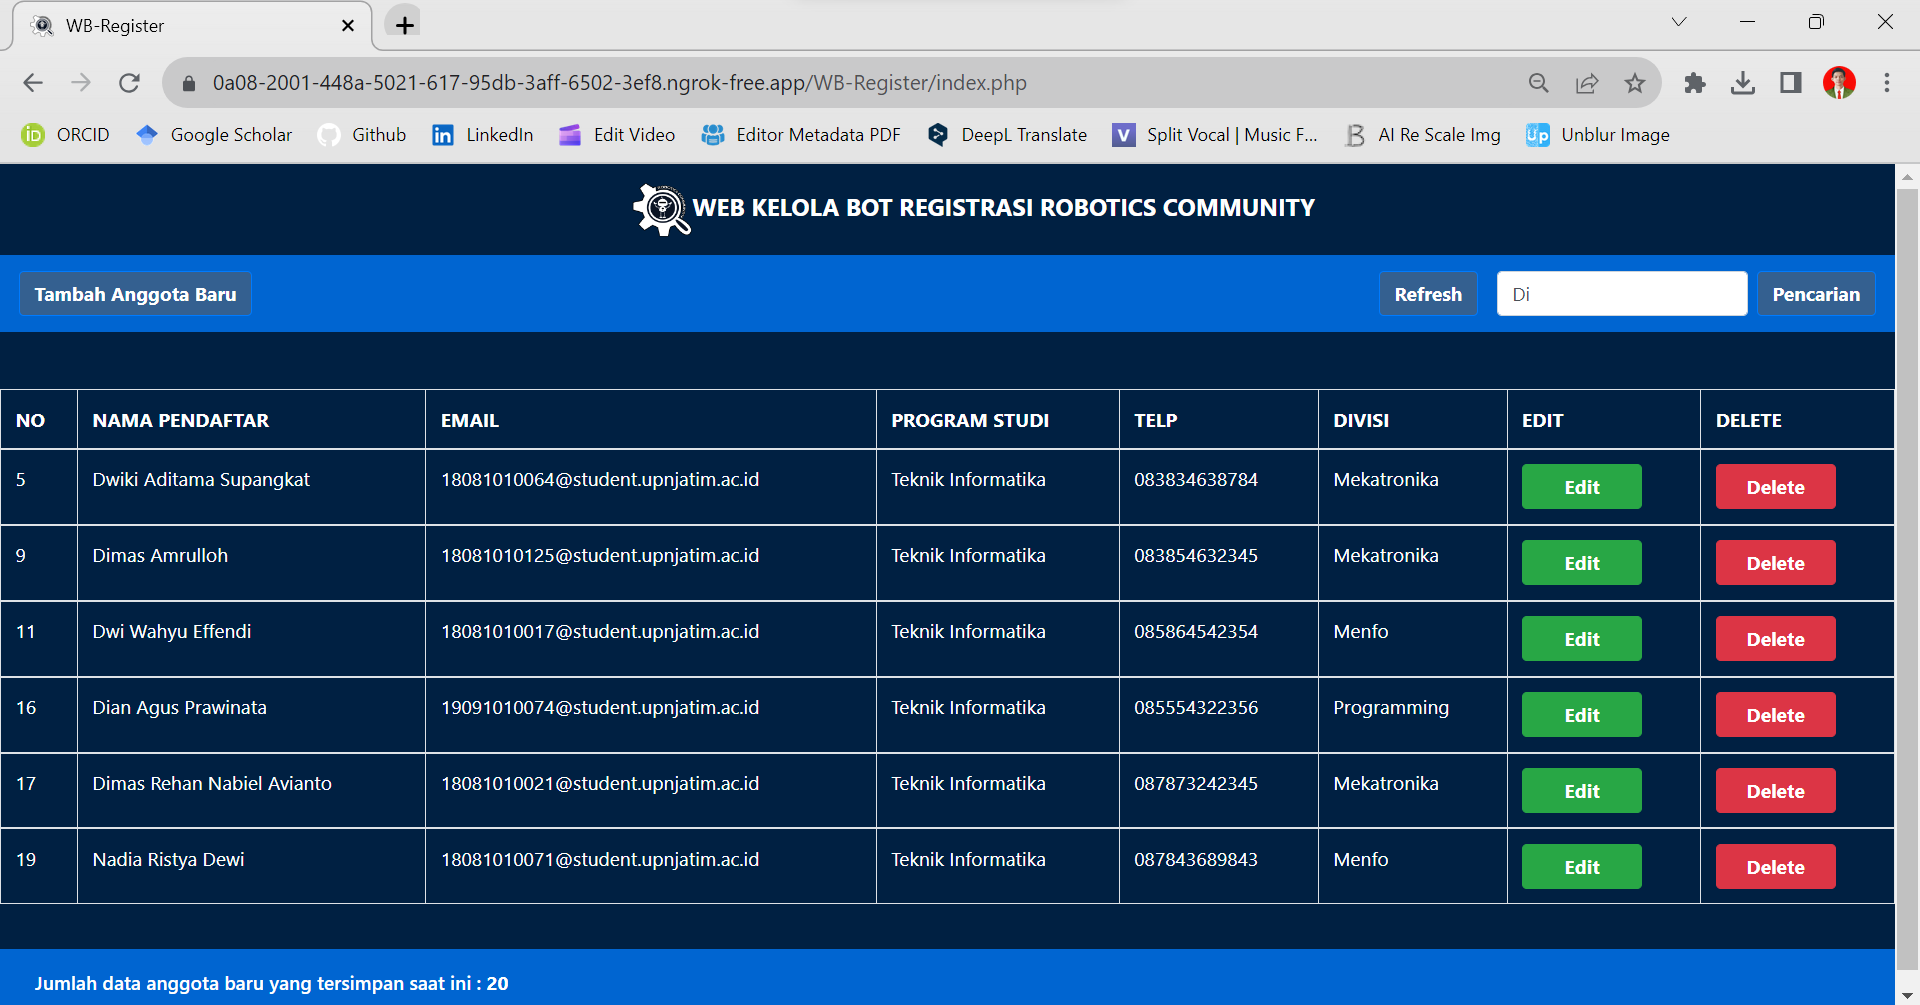 WB-Register
0a08-2001-448a-5021-617-95db-3aff-6502-3ef8.ngrok-free.app/WB-Register/index.php
ORCID Google Scholar Github LinkedIn Edit Video Editor Metadata PDF DeepL Translate Split Vocal | Music F... AI Re Scale Img Unblur Image
WEB KELOLA BOT REGISTRASI ROBOTICS COMMUNITY
Tambah Anggota Baru Refresh Di Pencarian
NO NAMA PENDAFTAR EMAIL PROGRAM STUDI TELP DIVISI EDIT DELETE
5 Dwiki Aditama Supangkat 18081010064@student.upnjatim.ac.id Teknik Informatika 083834638784 Mekatronika Edit Delete
9 Dimas Amrulloh 18081010125@student.upnjatim.ac.id Teknik Informatika 083854632345 Mekatronika Edit Delete
11 Dwi Wahyu Effendi 18081010017@student.upnjatim.ac.id Teknik Informatika 085864542354 Menfo Edit Delete
16 Dian Agus Prawinata 19091010074@student.upnjatim.ac.id Teknik Informatika 085554322356 Programming Edit Delete
17 Dimas Rehan Nabiel Avianto 18081010021@student.upnjatim.ac.id Teknik Informatika 087873242345 Mekatronika Edit Delete
19 Nadia Ristya Dewi 18081010071@student.upnjatim.ac.id Teknik Informatika 087843689843 Menfo Edit Delete
Jumlah data anggota baru yang tersimpan saat ini : 20